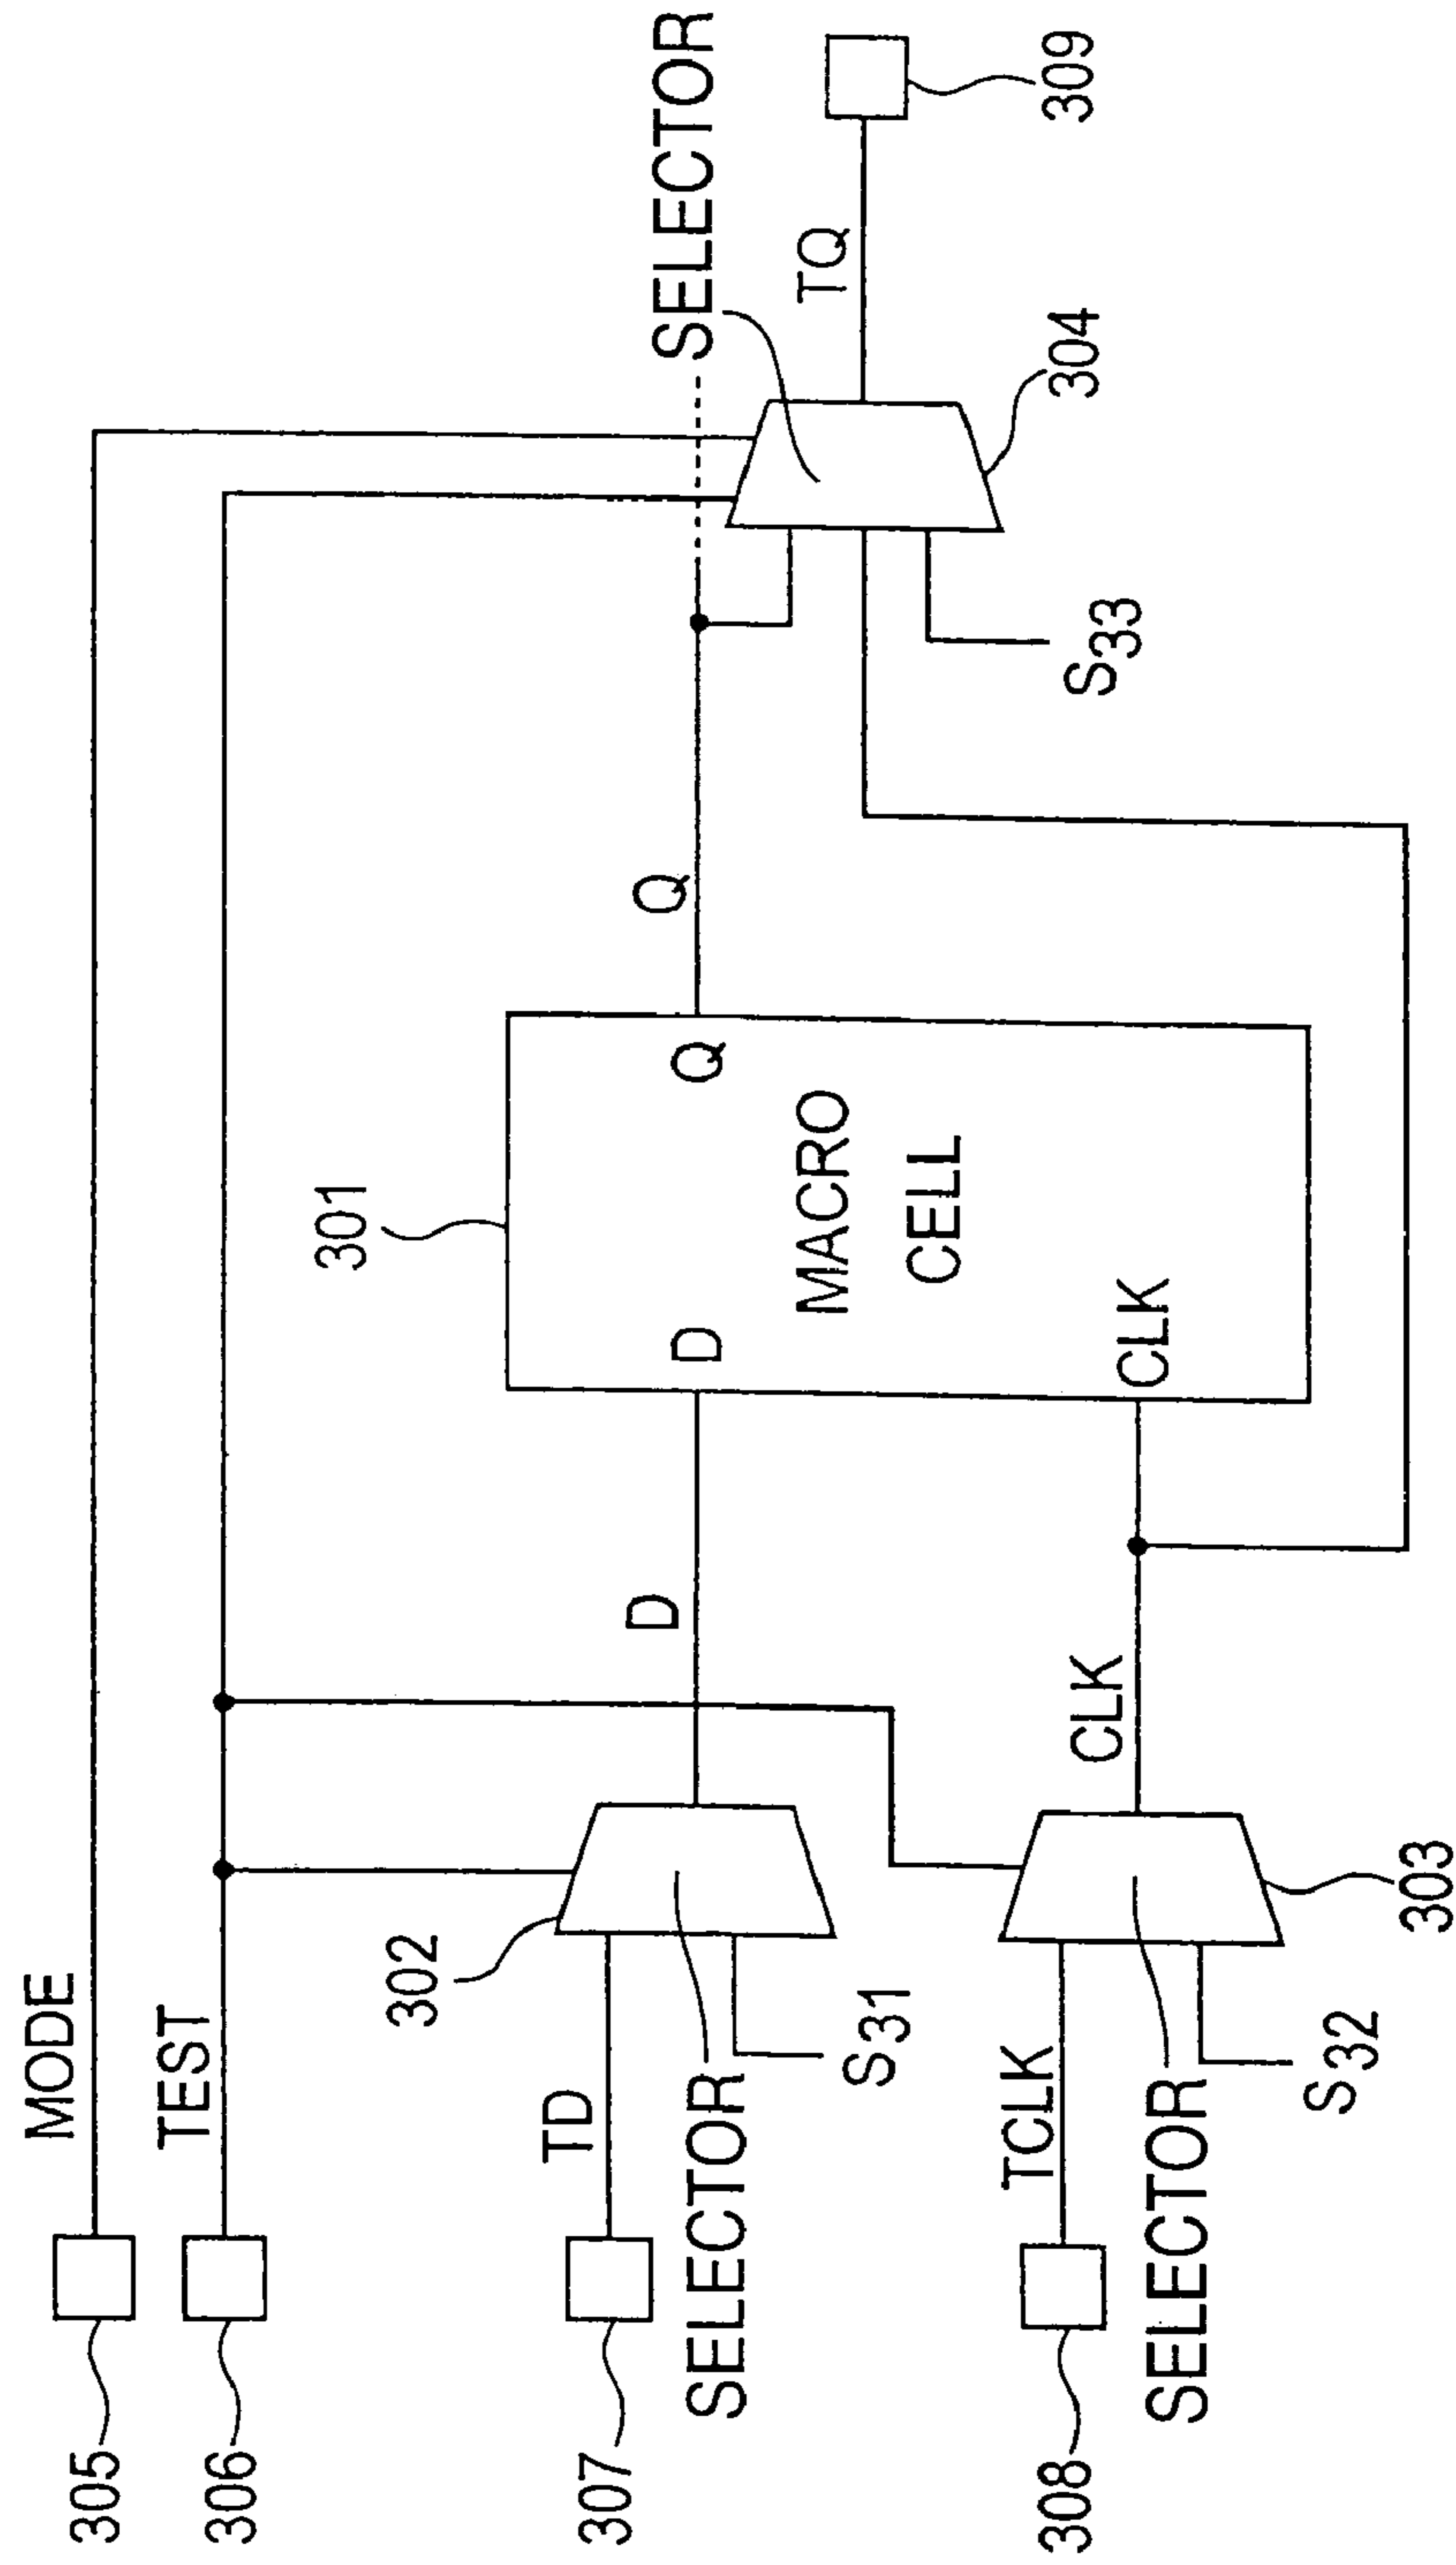 305
MODE
306
TEST
301
302
307
TD
SELECTOR
S31
D
D
Q
Q
MACRO
CELL
SELECTOR
TQ
309
304
S33
308
TCLK
SELECTOR
S32
303
CLK
CLK